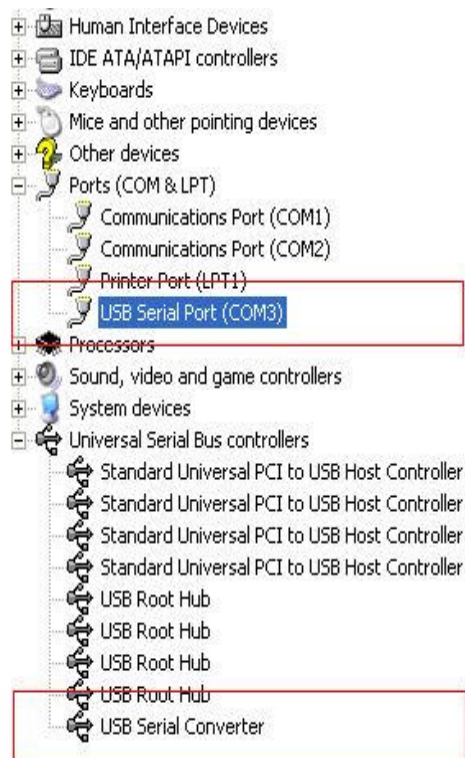 Human Interface Devices
IDE ATA/ATAPI controllers
Keyboards
Mice and other pointing devices
Other devices
Ports (COM & LPT)
Communications Port (COM1)
Communications Port (COM2)
Printer Port (LPT1)
USB Serial Port (COM3)
Processors
Sound, video and game controllers
System devices
Universal Serial Bus controllers
Standard Universal PCI to USB Host Controller
Standard Universal PCI to USB Host Controller
Standard Universal PCI to USB Host Controller
Standard Universal PCI to USB Host Controller
USB Root Hub
USB Root Hub
USB Root Hub
USB Root Hub
USB Serial Converter